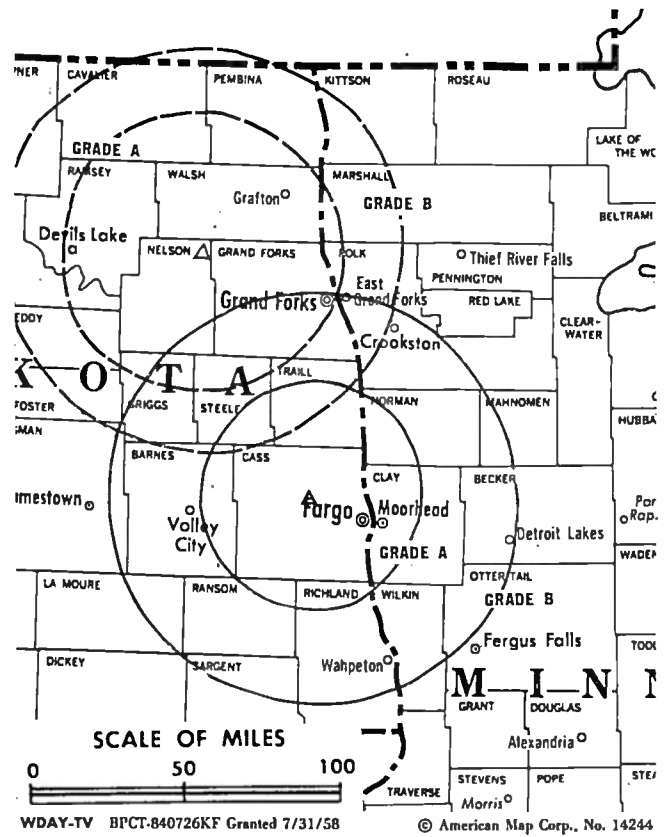 CAVALIER
PEMBINA
KITTSON
ROSEAU
LAKE OF
THE WO
GRADE A
RAMSEY
WALSH
MARSHALL
Grafton
GRADE B
BELTRAMI
Devils Lake
NELSON
GRAND FORKS
POLK
Thief River Falls
PENNINGTON
East
Grand Forks
Grand Forks
RED LAKE
EDDY
Crookston
CLEAR-
WATER
K O T A
TRAILL
FOSTER
GRIGGS
STEELE
NORMAN
MAHNOMEN
HUBBA
BARNES
CASS
CLAY
BECKER
Fargo
Moorhead
mestown
Valley
City
Detroit Lakes
Rap.
GRADE A
WADEN
OTTER TAIL
LA MOURE
RANSOM
RICHLAND
WILKIN
GRADE B
Fergus Falls
DICKEY
SARGENT
Wahpeton
M I N N
GRANT
DOUGLAS
SCALE OF MILES
Alexandria
0 50 100
STEVENS
POPE
STEA
TRAVERSE
Morris
WDAY-TV BPCT-840726KF Granted 7/31/58
© American Map Corp., No. 14244